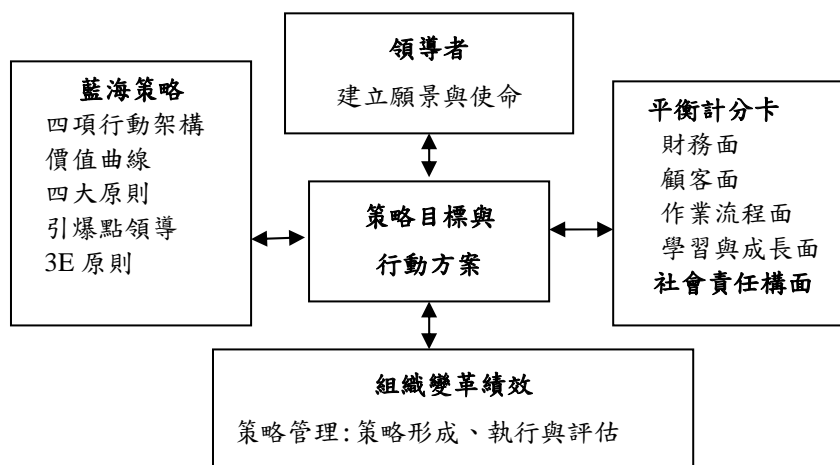 領導者
建立願景與使命
藍海策略
四項行動架構
價值曲線
四大原則
引爆點領導
3E 原則
策略目標與
行動方案
平衡計分卡
財務面
顧客面
作業流程面
學習與成長面
社會責任構面
組織變革績效
策略管理:策略形成、執行與評估